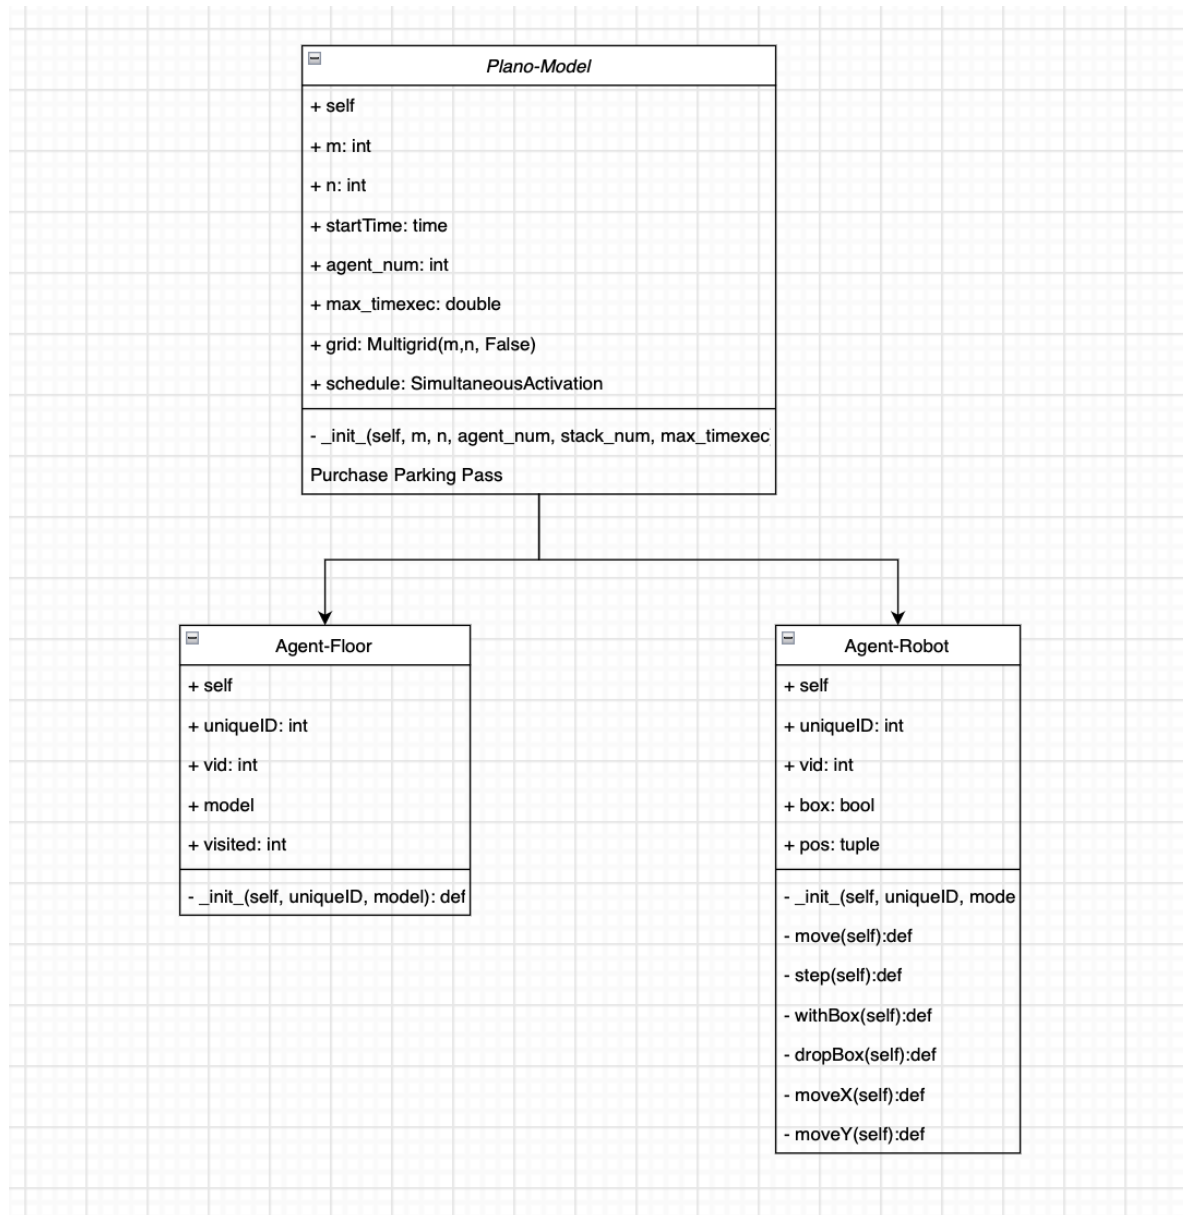 Plano-Model
+ self
+ m: int
+ n: int
+ startTime: time
+ agent_num: int
+ max_timexec: double
+ grid: Multigrid(m,n, False)
+ schedule: SimultaneousActivation
- _init_(self, m, n, agent_num, stack_num, max_timexec
Purchase Parking Pass
Agent-Floor
+ self
+ uniqueID: int
+ vid: int
+ model
+ visited: int
- _init_(self, uniqueID, model): def
Agent-Robot
+ self
+ uniqueID: int
+ vid: int
+ box: bool
+ pos: tuple
- _init_(self, uniqueID, mode
- move(self):def
- step(self):def
- withBox(self):def
- dropBox(self):def
- moveX(self):def
- moveY(self):def